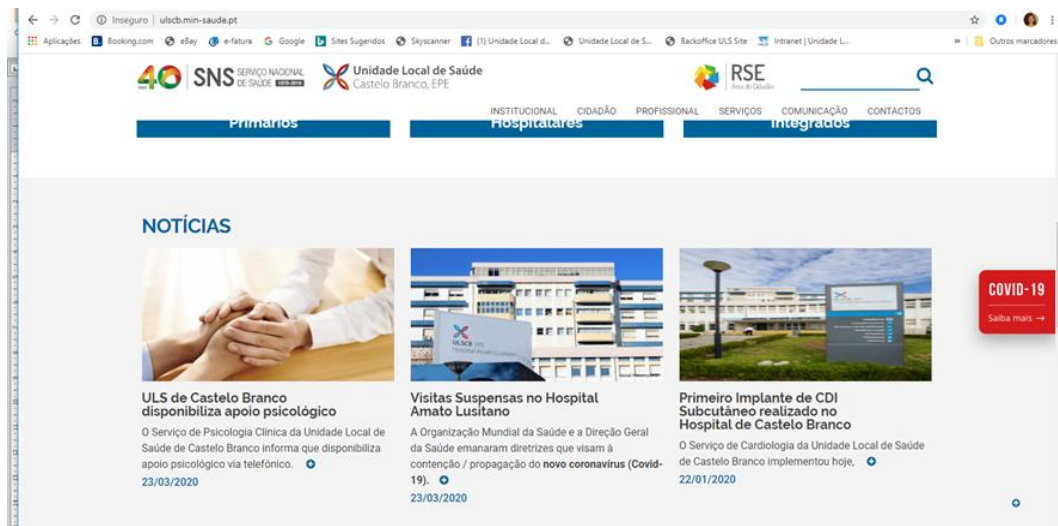 Inseguro | ulscb.min-saude.pt
Aplicações Booking.com eBay e-fatura Google Sites Sugeridos Skyscanner (1) Unidade Local d... Unidade Local de S... Backoffice ULS Site Intranet | Unidade L... » Outros marcadores
40 SNS SERVIÇO NACIONAL DE SAÚDE 1979-2019
Unidade Local de Saúde
Castelo Branco, EPE
RSE
Área do Cidadão
INSTITUCIONAL CIDADÃO PROFISSIONAL SERVIÇOS COMUNICAÇÃO CONTACTOS
Primários Hospitalares Integrados
NOTÍCIAS
ULSCB EPE
ULS de Castelo Branco
disponibiliza apoio psicológico
O Serviço de Psicologia Clínica da Unidade Local de
Saúde de Castelo Branco informa que disponibiliza
apoio psicológico via telefónico.
23/03/2020
Visitas Suspensas no Hospital
Amato Lusitano
A Organização Mundial da Saúde e a Direção Geral
da Saúde emanaram diretrizes que visam à
contenção / propagação do novo coronavírus (Covid-
19).
23/03/2020
Primeiro Implante de CDI
Subcutâneo realizado no
Hospital de Castelo Branco
O Serviço de Cardiologia da Unidade Local de Saúde
de Castelo Branco implementou hoje,
22/01/2020
COVID-19
Saiba mais →